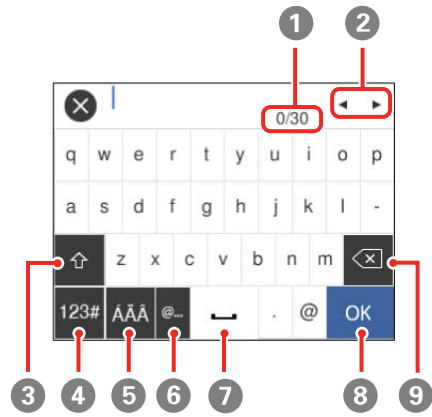 1 2
0/30 ◄ ►
q w e r t y u i o p
a s d f g h j k l -
z x c v b n m
123# ÁÄÂ @... . @ OK
3 4 5 6 7 8 9